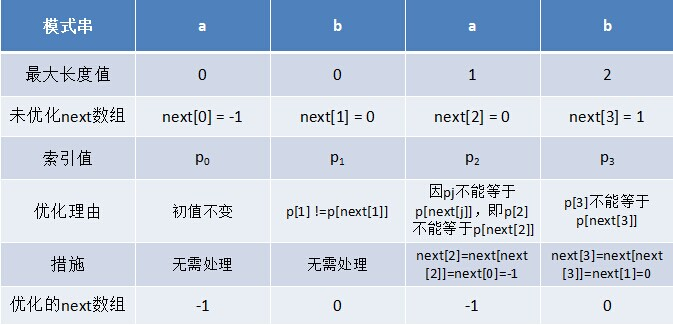 模式串 a b a b
最大长度值 0 0 1 2
未优化next数组 next[0] = -1 next[1] = 0 next[2] = 0 next[3] = 1
索引值 p0 p1 p2 p3
优化理由 初值不变 p[1] !=p[next[1]] 因pj不能等于
p[next[j]]，即p[2]
不能等于p[next[2]] p[3]不能等于
p[next[3]]
措施 无需处理 无需处理 next[2]=next[next
[2]]=next[0]=-1 next[3]=next[next
[3]]=next[1]=0
优化的next数组 -1 0 -1 0